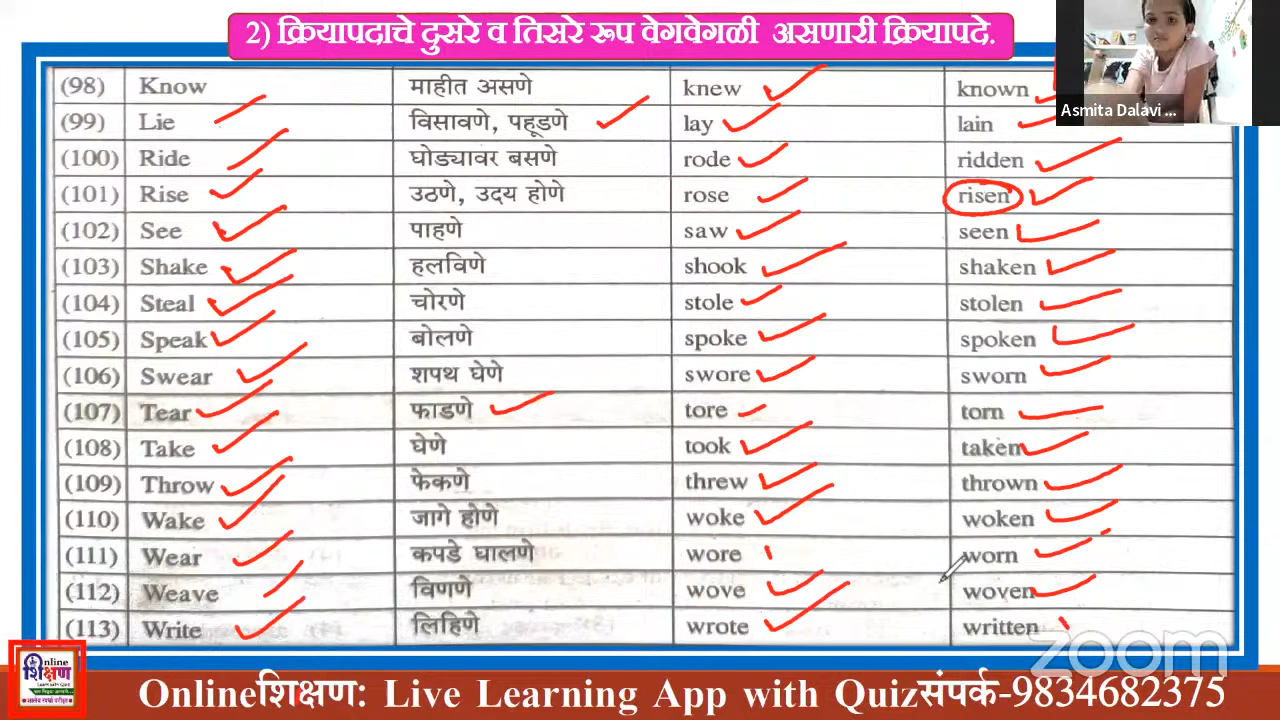 2) क्रियापदाचे दुसरे व तिसरे रूप वेगवेगळी असणारी क्रियापदे.
Asmita Dalavi ...
(98) Know माहीत असणे knew known
(99) Lie विसावणे, पहूडणे lay lain
(100) Ride घोड्यावर बसणे rode ridden
(101) Rise उठणे, उदय होणे rose risen
(102) See पाहणे saw seen
(103) Shake हलविणे shook shaken
(104) Steal चोरणे stole stolen
(105) Speak बोलणे spoke spoken
(106) Swear शपथ घेणे swore sworn
(107) Tear फाडणे tore torn
(108) Take घेणे took taken
(109) Throw फेकणे threw thrown
(110) Wake जागे होणे woke woken
(111) Wear कपडे घालणे wore worn
(112) Weave विणणे wove woven
(113) Write लिहिणे wrote written
zoom
Online
शिक्षण
Onlineशिक्षण: Live Learning App with Quizसंपर्क-9834682375